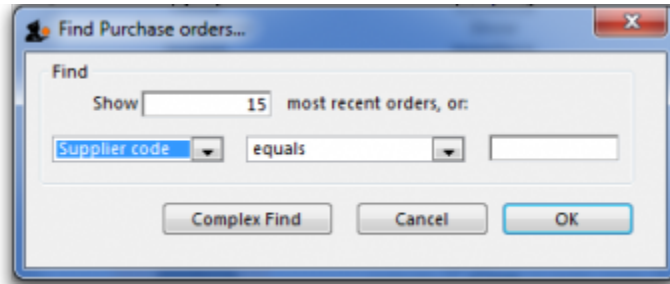 Find Purchase orders...
Find
Show 15 most recent orders, or:
Supplier code equals
Complex Find Cancel OK